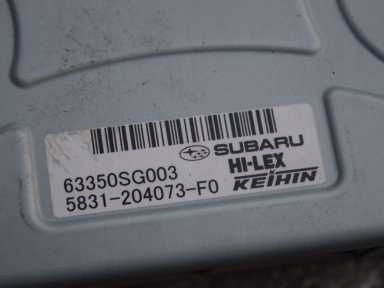 SUBARU
63350SG003 HI-LEX
5831-204073-F0 KEIHIN